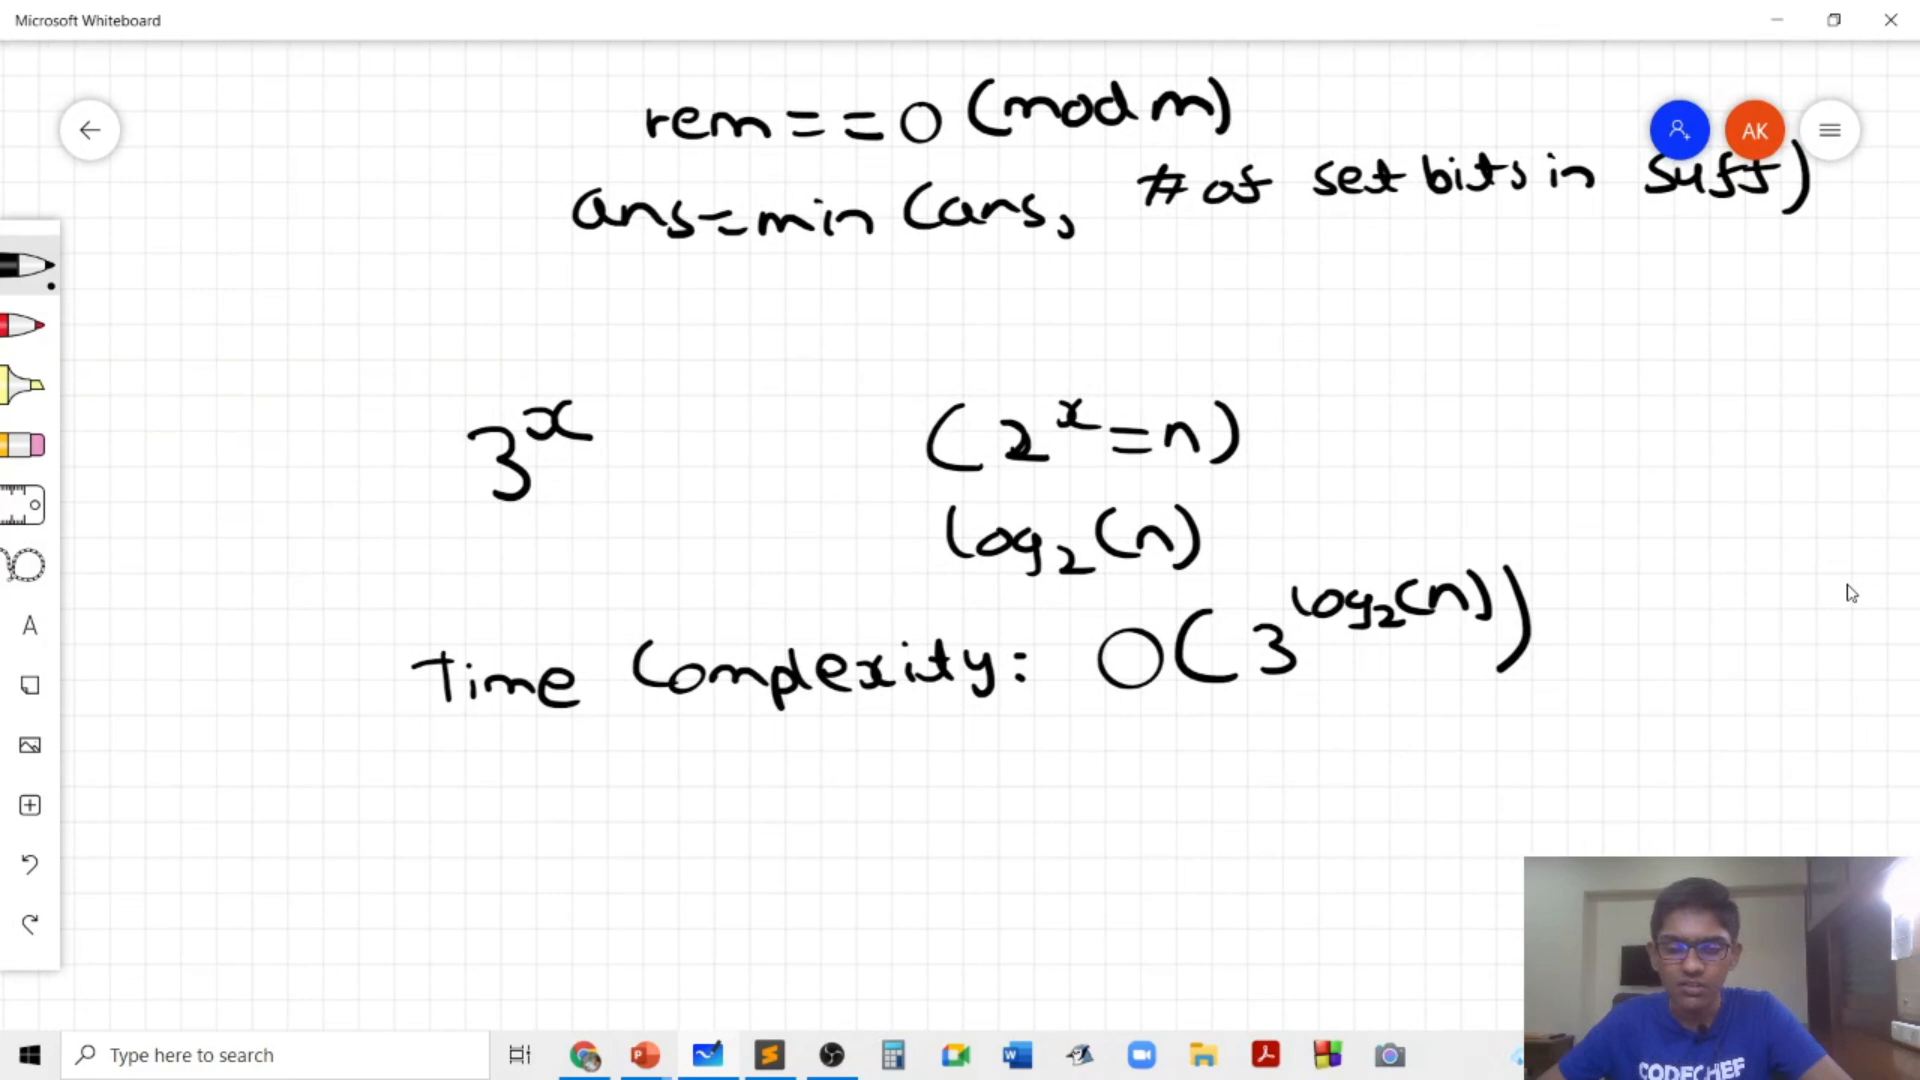 Microsoft Whiteboard
rem == 0 (mod m)
ans=min (ans, # of set bits in suff)
AK
3^x (2^x=n)
log₂(n)
Time Complexity: O(3^log₂(n))
A
Type here to search
CODECHEF